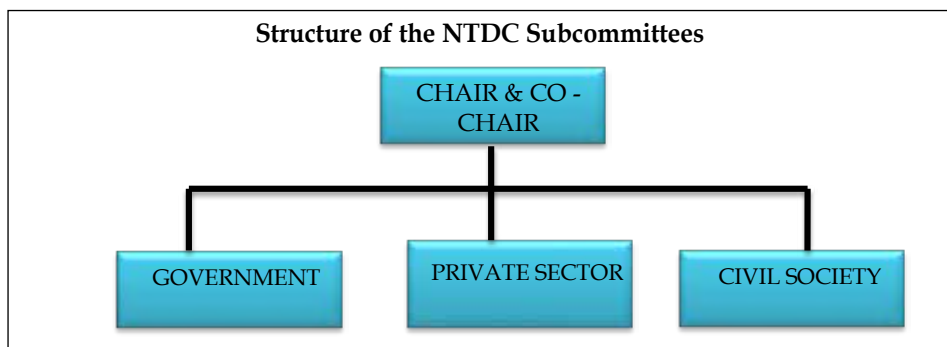 Structure of the NTDC Subcommittees
CHAIR & CO -
CHAIR
GOVERNMENT
PRIVATE SECTOR
CIVIL SOCIETY